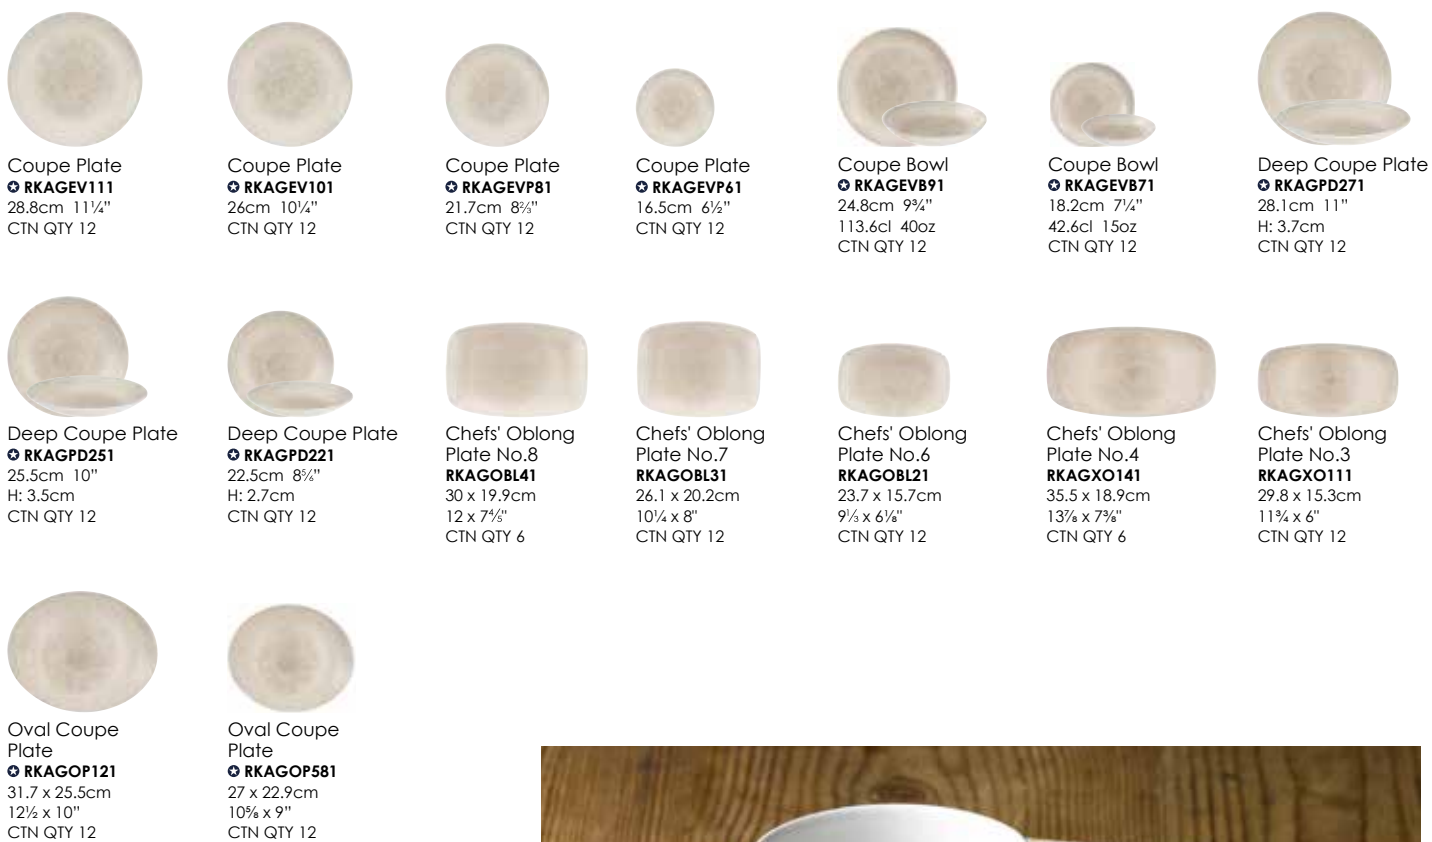 Coupe Plate
✪ RKAGEV111
28.8cm 11¼”
CTN QTY 12
Coupe Plate
✪ RKAGEV101
26cm 10¼”
CTN QTY 12
Coupe Plate
✪ RKAGEVP81
21.7cm 8⅔”
CTN QTY 12
Coupe Plate
✪ RKAGEVP61
16.5cm 6½”
CTN QTY 12
Coupe Bowl
✪ RKAGEVB91
24.8cm 9¾”
113.6cl 40oz
CTN QTY 12
Coupe Bowl
✪ RKAGEVB71
18.2cm 7¼”
42.6cl 15oz
CTN QTY 12
Deep Coupe Plate
✪ RKAGPD271
28.1cm 11”
H: 3.7cm
CTN QTY 12
Deep Coupe Plate
✪ RKAGPD251
25.5cm 10”
H: 3.5cm
CTN QTY 12
Deep Coupe Plate
✪ RKAGPD221
22.5cm
H: 2.7cm
CTN QTY 12
Chefs' Oblong
Plate No.8
RKAGOBL41
30 x 19.9cm
12 x 7⅘"
CTN QTY 6
Chefs' Oblong
Plate No.7
RKAGOBL31
26.1 x 20.2cm
10¼ x 8"
CTN QTY 12
Chefs' Oblong
Plate No.6
RKAGOBL21
23.7 x 15.7cm
9⅓ x 6⅛"
CTN QTY 12
Chefs' Oblong
Plate No.4
RKAGXO141
35.5 x 18.9cm
13⅞ x 7⅜"
CTN QTY 6
Chefs' Oblong
Plate No.3
RKAGXO111
29.8 x 15.3cm
11¾ x 6"
CTN QTY 12
Oval Coupe
Plate
✪ RKAGOP121
31.7 x 25.5cm
12½ x 10”
CTN QTY 12
Oval Coupe
Plate
✪ RKAGOP581
27 x 22.9cm
10⅝ x 9”
CTN QTY 12